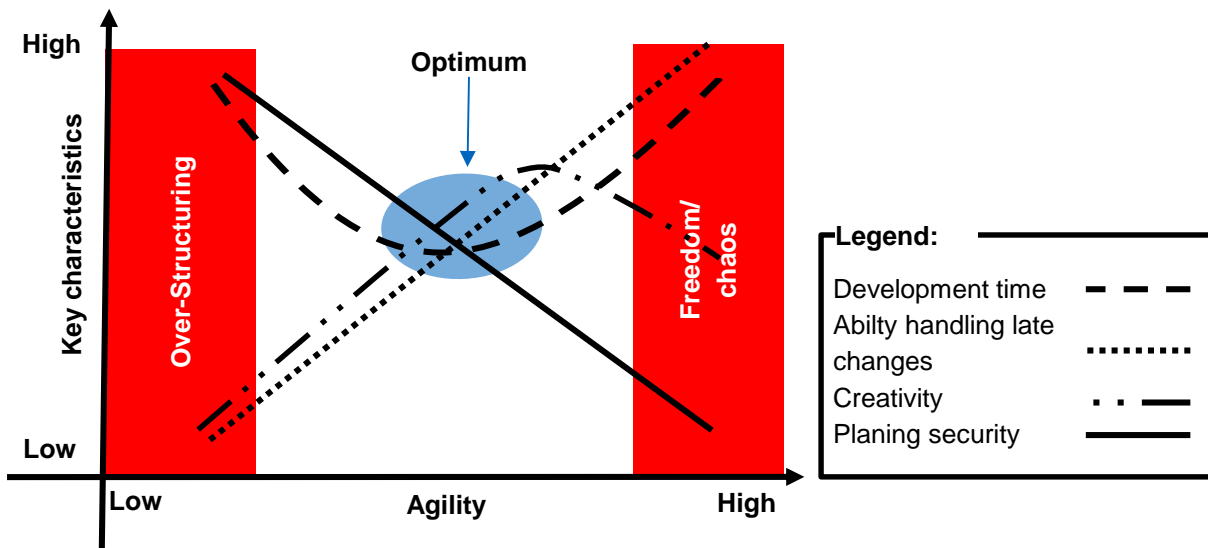 High
Optimum
Key characteristics
Over-Structuring
Freedom/
chaos
Low
Low
Agility
High
Legend:
Development time
Abilty handling late
changes
Creativity
Planing security